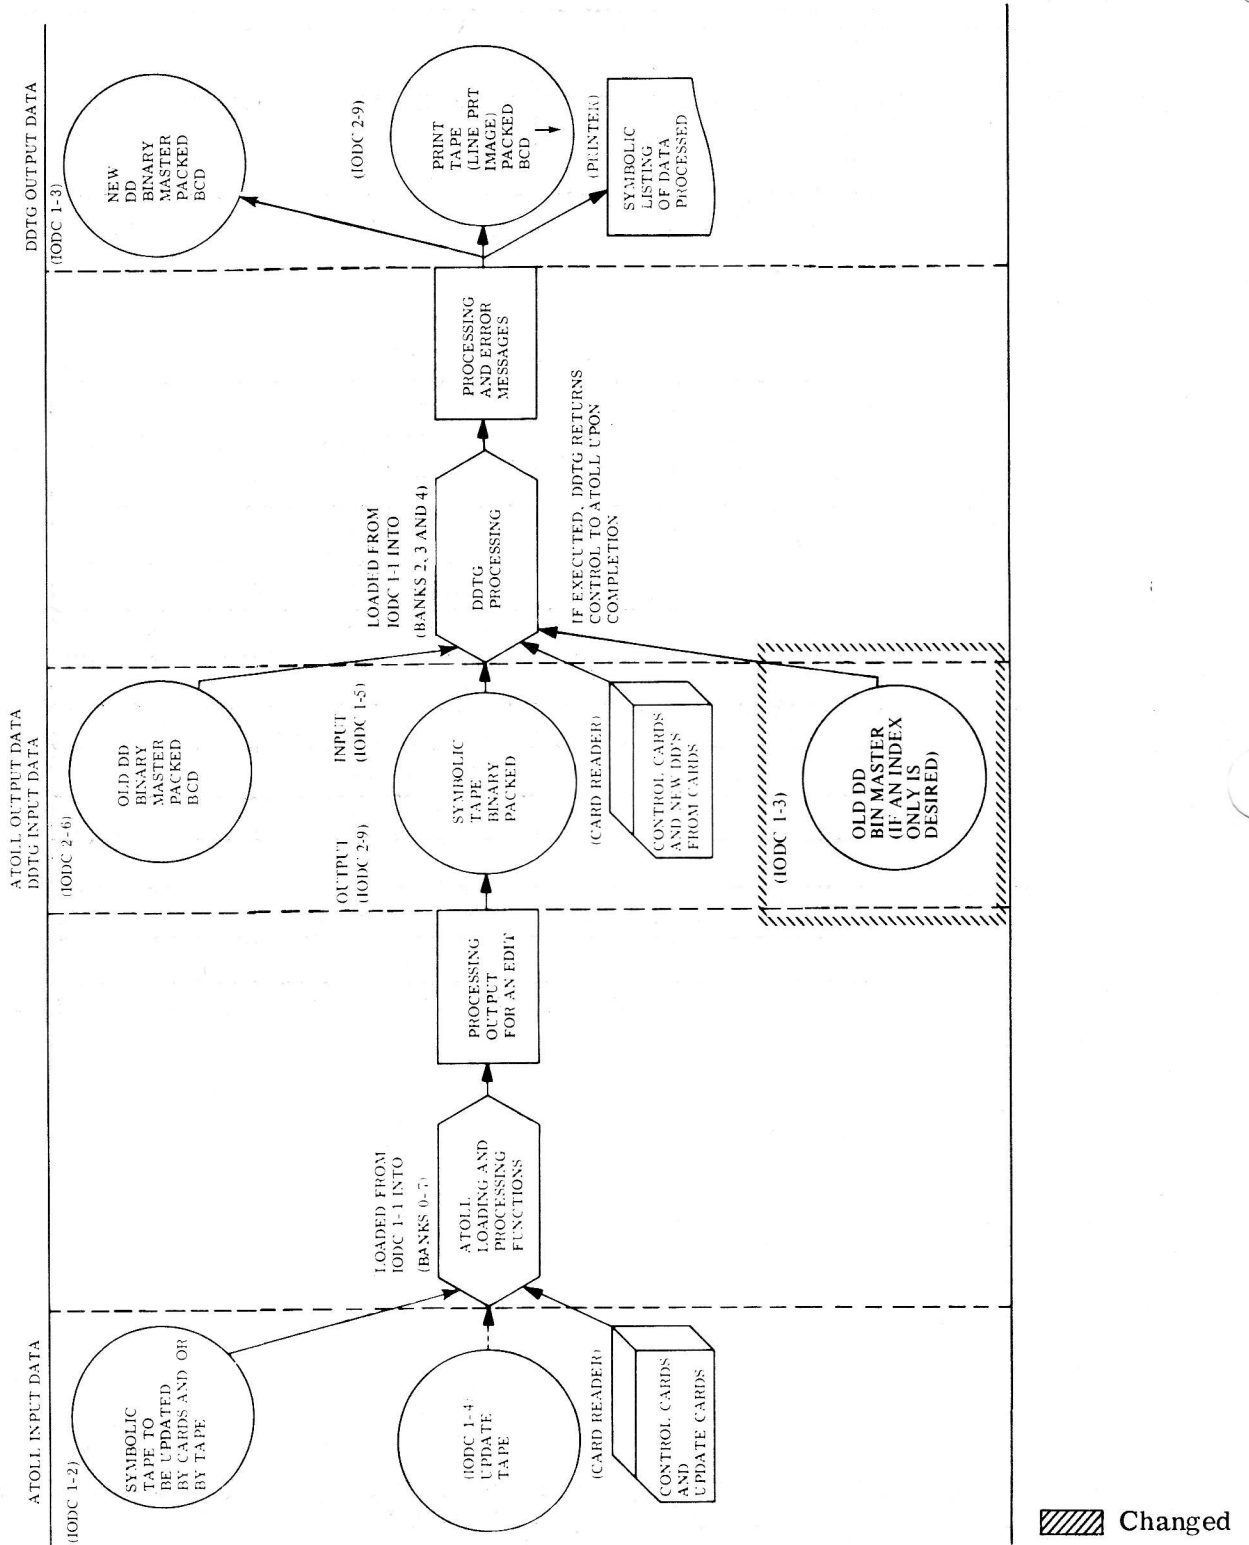 ATOLL INPUT DATA
(IODC 1-2)
SYMBOLIC
TAPE TO
BE UPDATED
BY CARDS AND OR
BY TAPE
(IODC 1-4
UPDATE
TAPE
(CARD READER)
CONTROL CARDS
AND
UPDATE CARDS
LOADED FROM
IODC 1-1 INTO
(BANKS 0-7)
ATOLL
LOADING AND
PROCESSING
FUNCTIONS
PROCESSING
OUTPUT
FOR AN EDIT
ATOLL OUTPUT DATA
DDTG INPUT DATA
(IODC 2-6)
OLD DD
BINARY
MASTER
PACKED
BCD
OUTPUT
(IODC 2-9)
INPUT
(IODC 1-5)
SYMBOLIC
TAPE
BINARY
PACKED
(CARD READER)
CONTROL CARDS
AND NEW DD'S
FROM CARDS
(IODC 1-3)
OLD DD
BIN MASTER
(IF AN INDEX
ONLY IS
DESIRED)
LOADED FROM
IODC 1-1 INTO
(BANKS 2, 3 AND 4)
DDTG
PROCESSING
IF EXECUTED, DDTG RETURNS
CONTROL TO ATOLL UPON
COMPLETION
PROCESSING
AND ERROR
MESSAGES
DDTG OUTPUT DATA
(IODC 1-3)
NEW
DD
BINARY
MASTER
PACKED
BCD
(IODC 2-9)
PRINT
TAPE
(LINE PRT
IMAGE)
PACKED
BCD
(PRINTER)
SYMBOLIC
LISTING
OF DATA
PROCESSED
Changed